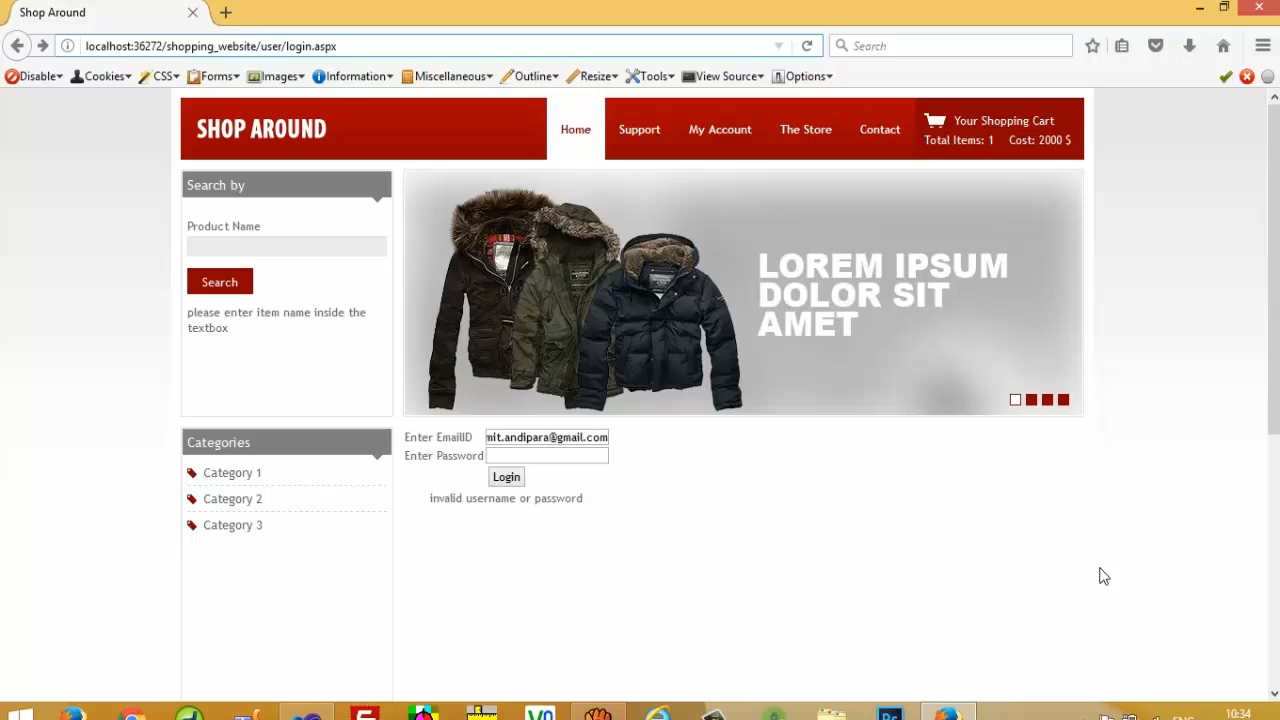 Shop Around
localhost:36272/shopping_website/user/login.aspx
Search
Disable Cookies CSS Forms Images Information Miscellaneous Outline Resize Tools View Source Options
SHOP AROUND
Home Support My Account The Store Contact
Your Shopping Cart
Total Items: 1 Cost: 2000 $
Search by
Product Name
Search
please enter item name inside the
textbox
LOREM IPSUM
DOLOR SIT
AMET
Categories
Category 1
Category 2
Category 3
Enter EmailID mit.andipara@gmail.com
Enter Password
Login
invalid username or password
Ps
ENG 10:34